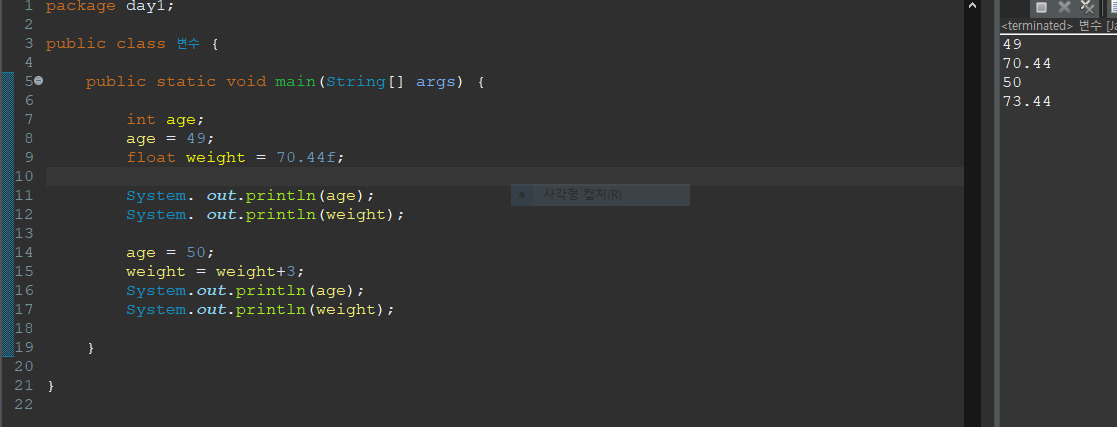 1 package day1;
2
3 public class 변수 {
4
5 public static void main(String[] args) {
6
7 int age;
8 age = 49;
9 float weight = 70.44f;
10
11 System. out.println(age);
12 System. out.println(weight);
13
14 age = 50;
15 weight = weight+3;
16 System.out.println(age);
17 System.out.println(weight);
18
19 }
20
21 }
22
사각형 캡처(R)
<terminated> 변수 [Ja
49
70.44
50
73.44